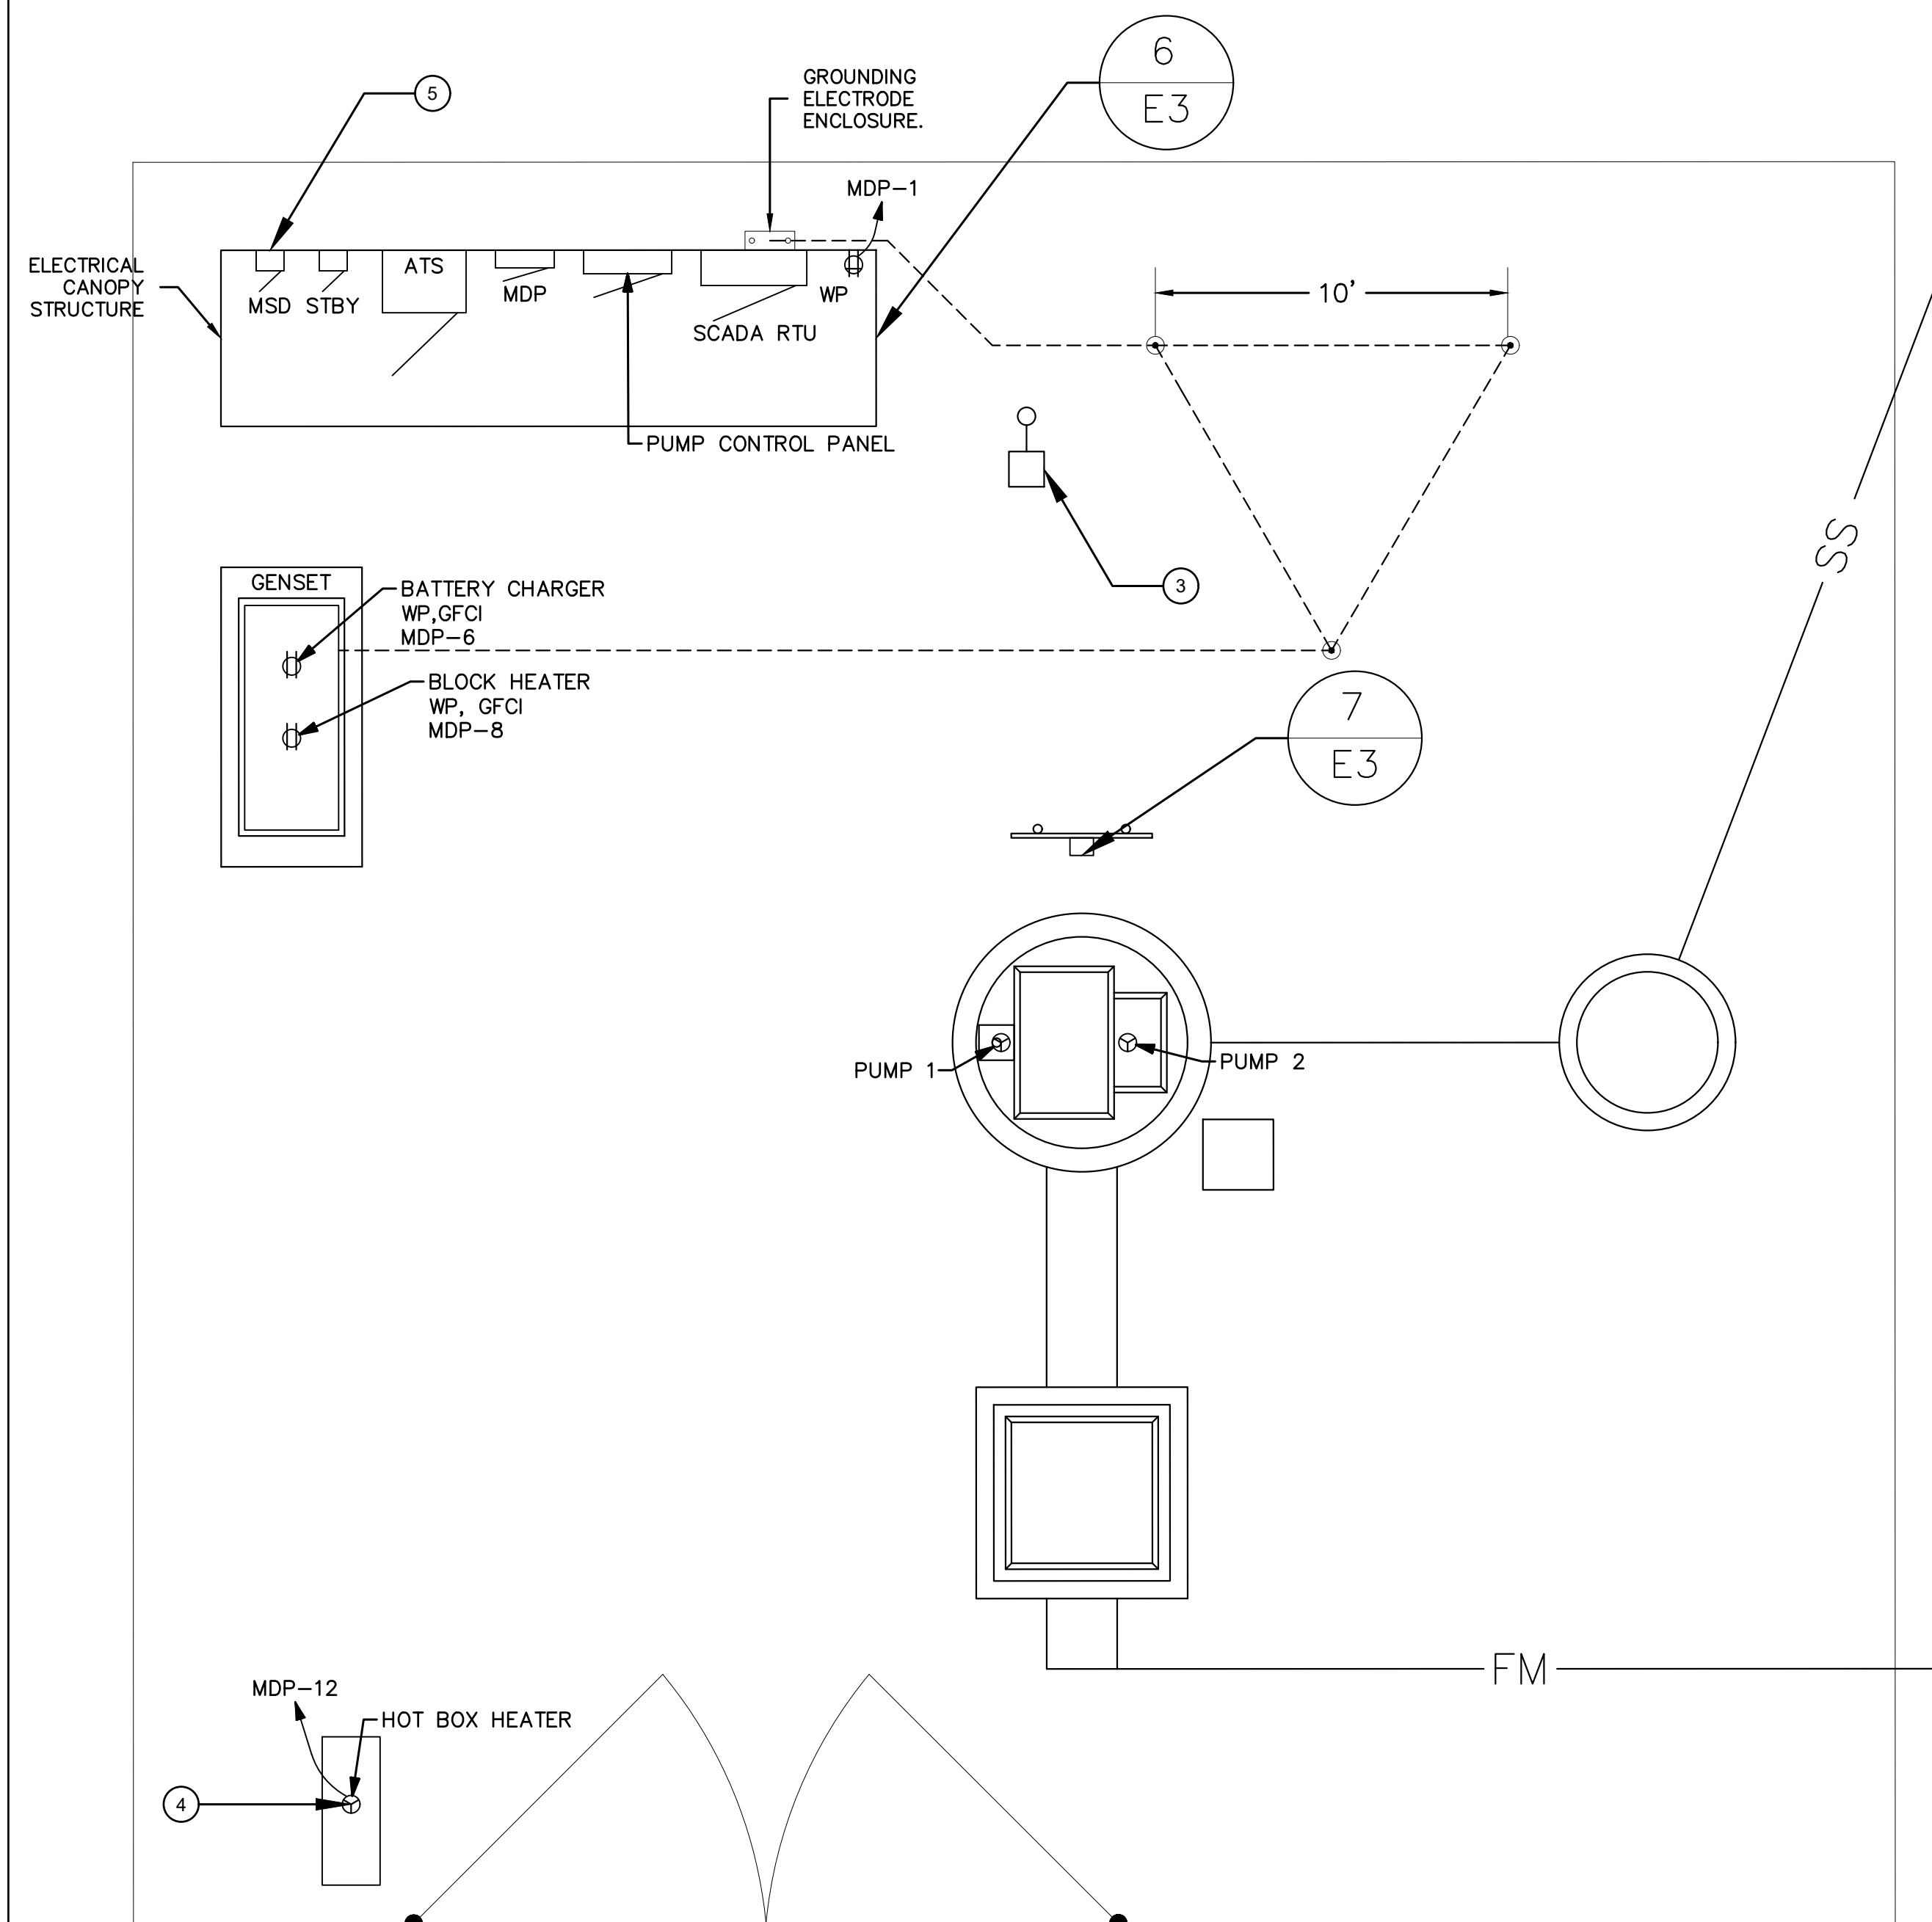 6
E3
5
GROUNDING
ELECTRODE
ENCLOSURE.
MDP-1
ELECTRICAL
CANOPY
STRUCTURE
MSD
STBY
ATS
MDP
SCADA RTU
WP
10'
PUMP CONTROL PANEL
3
SS
GENSET
BATTERY CHARGER
WP,GFCI
MDP-6
BLOCK HEATER
WP, GFCI
MDP-8
7
E3
PUMP 1
PUMP 2
FM
MDP-12
HOT BOX HEATER
4